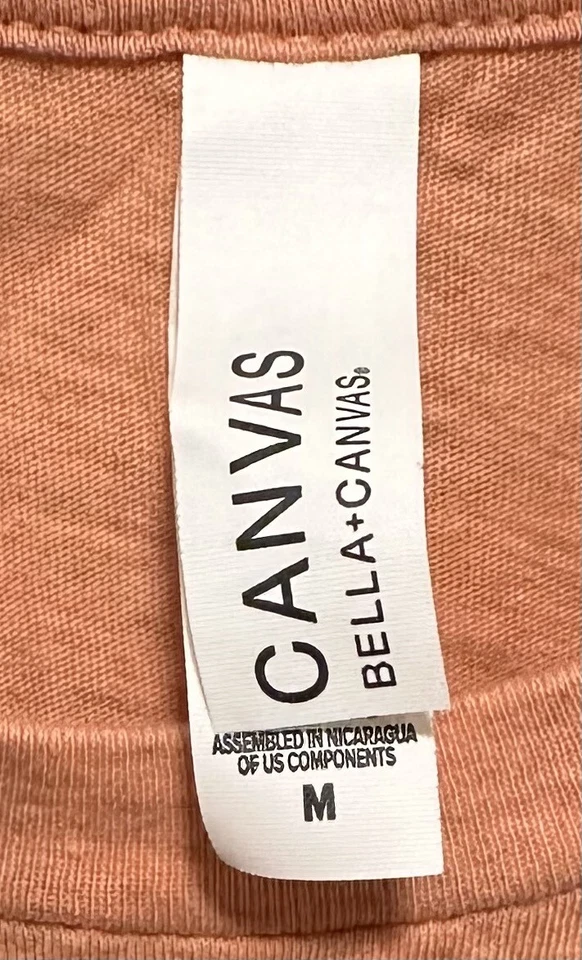 CANVAS
BELLA+CANVAS®
ASSEMBLED IN NICARAGUA
OF US COMPONENTS
M